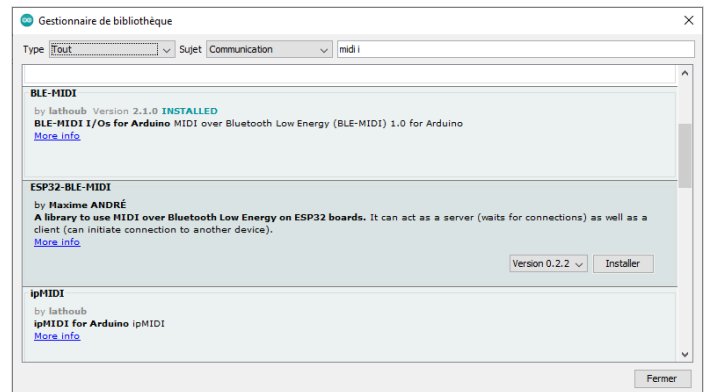 Gestionnaire de bibliothèque
Type Tout Sujet Communication midi i
BLE-MIDI
by lathoub Version 2.1.0 INSTALLED
BLE-MIDI I/Os for Arduino MIDI over Bluetooth Low Energy (BLE-MIDI) 1.0 for Arduino
More info
ESP32-BLE-MIDI
by Maxime ANDRÉ
A library to use MIDI over Bluetooth Low Energy on ESP32 boards. It can act as a server (waits for connections) as well as a
client (can initiate connection to another device).
More info
Version 0.2.2 Installer
ipMIDI
by lathoub
ipMIDI for Arduino ipMIDI
More info
Fermer